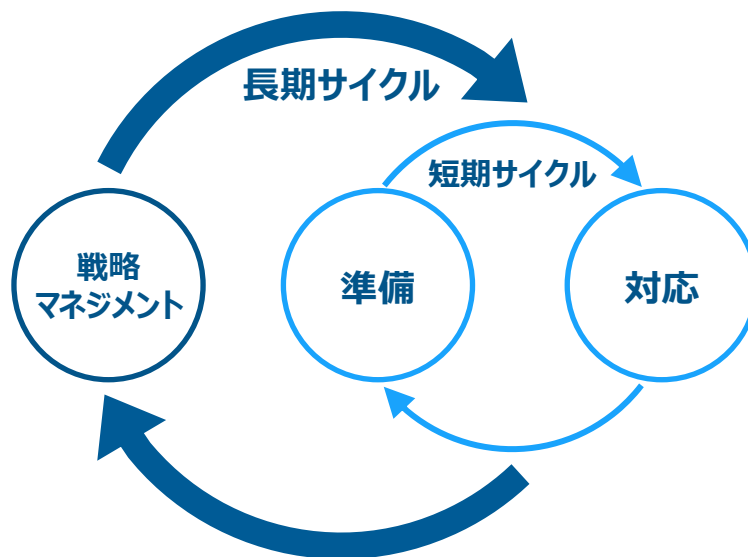 長期サイクル
短期サイクル
戦略
マネジメント
準備
対応